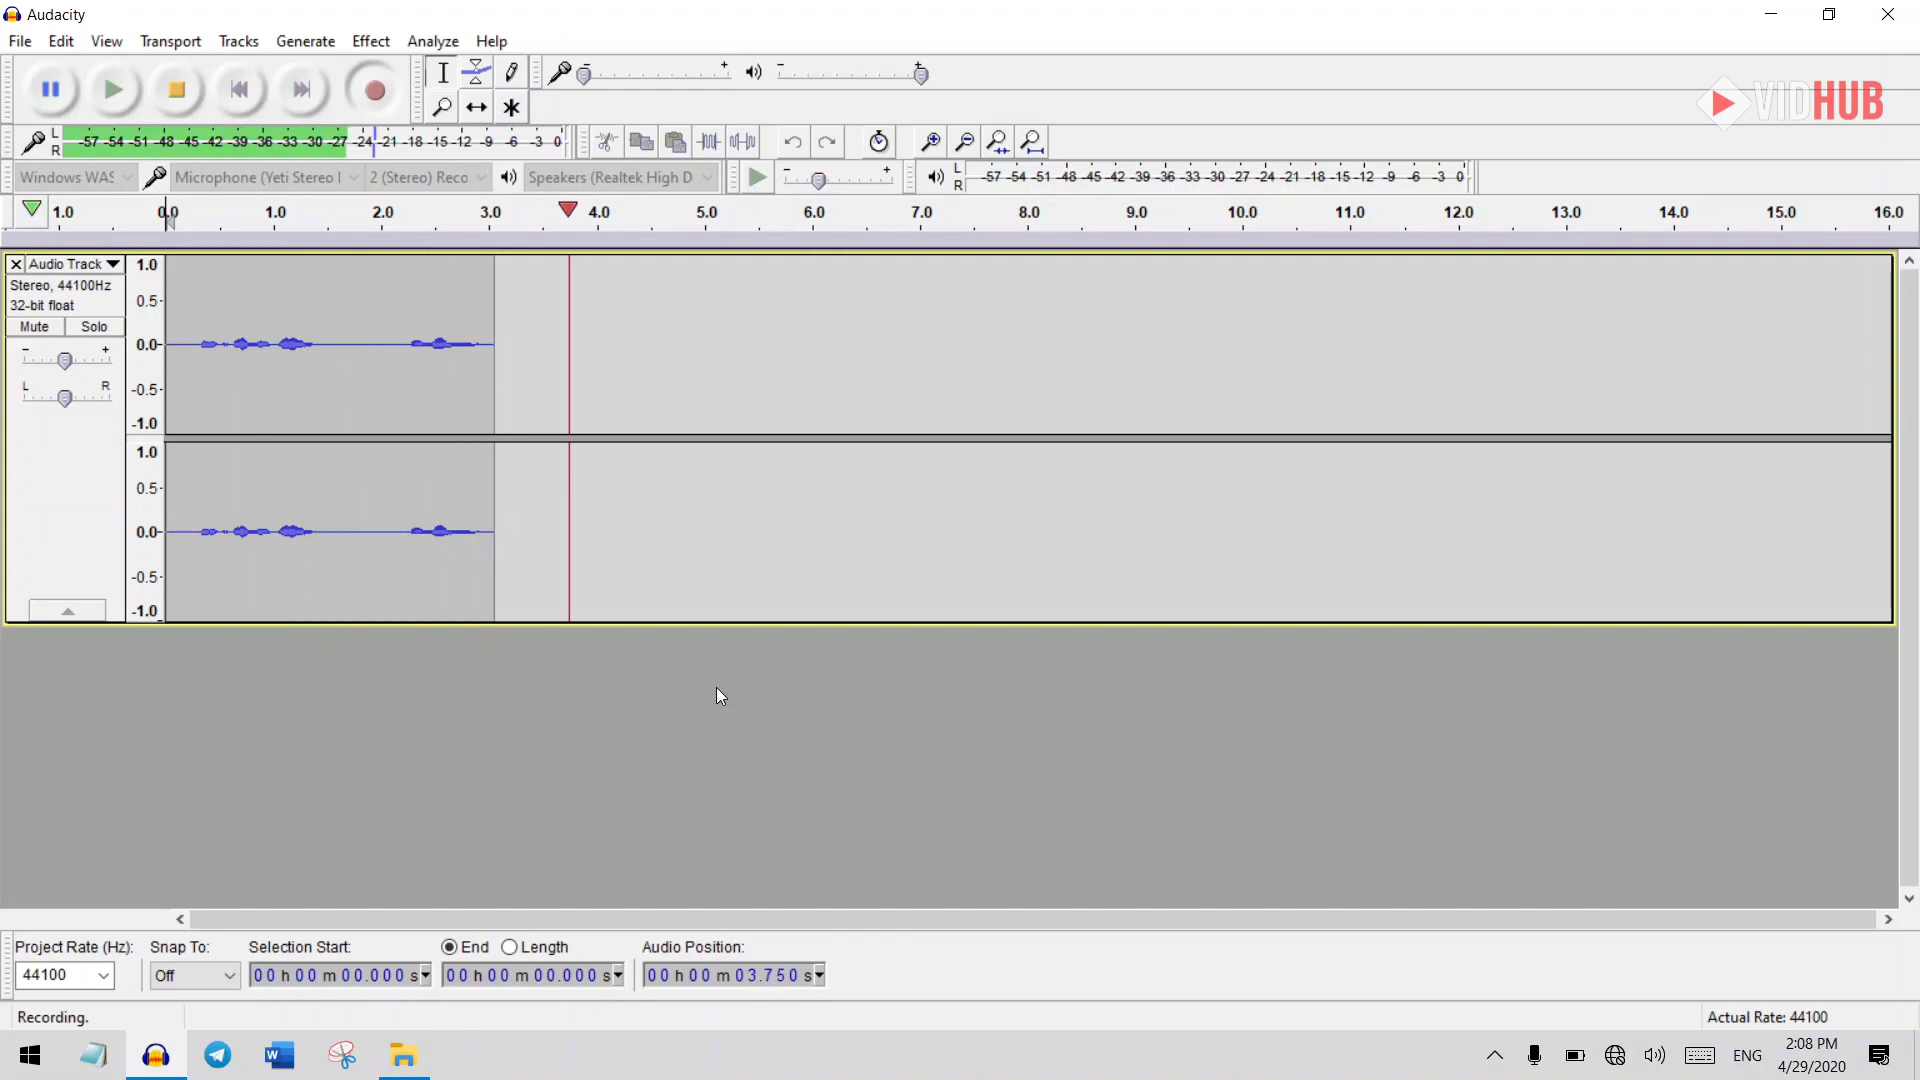 Audacity
File Edit View Transport Tracks Generate Effect Analyze Help
VIDHUB
L -57 -54 -51 -48 -45 -42 -39 -36 -33 -30 -27 -24 -21 -18 -15 -12 -9 -6 -3 0
R
Windows WAS Microphone (Yeti Stereo 2 (Stereo) Reco Speakers (Realtek High D
L -57 -54 -51 -48 -45 -42 -39 -36 -33 -30 -27 -24 -21 -18 -15 -12 -9 -6 -3 0
R
1.0 0.0 1.0 2.0 3.0 4.0 5.0 6.0 7.0 8.0 9.0 10.0 11.0 12.0 13.0 14.0 15.0 16.0
Audio Track 1.0
Stereo, 44100Hz
32-bit float 0.5
Mute Solo
0.0
L R
-0.5
-1.0
1.0
0.5
0.0
-0.5
-1.0
Project Rate (Hz): Snap To: Selection Start: End Length Audio Position:
44100 Off 00 h 00 m 00.000 s 00 h 00 m 00.000 s 00 h 00 m 03.750 s
Recording. Actual Rate: 44100
W ENG 2:08 PM
4/29/2020